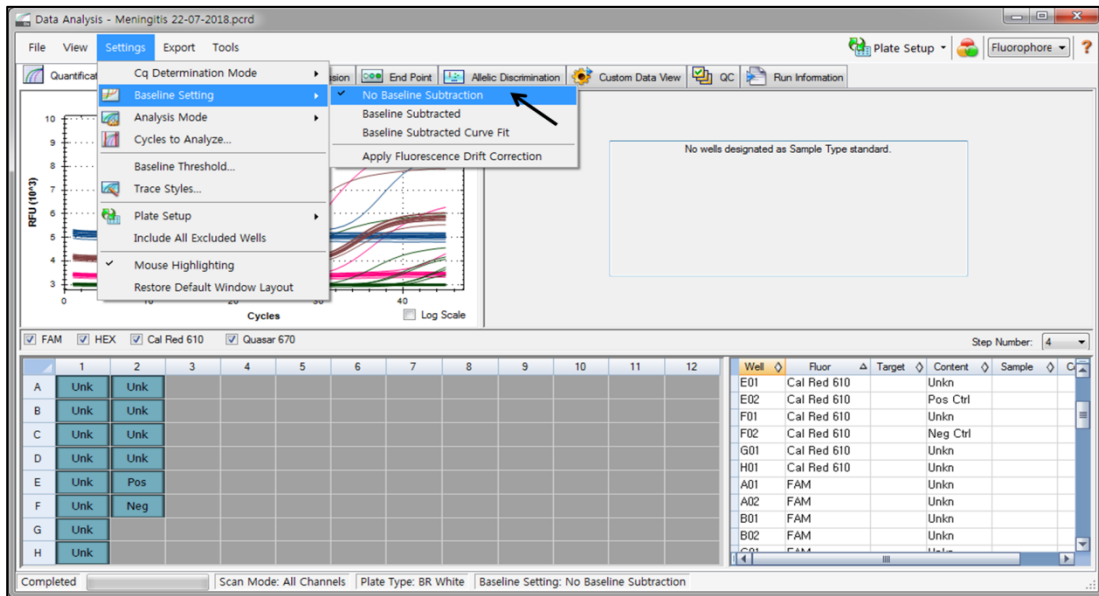 Data Analysis - Meningitis 22-07-2018.pcrd
File View Settings Export Tools
Plate Setup Fluorophore ?
Quantificat
End Point Allelic Discrimination Custom Data View QC Run Information
Cq Determination Mode
Baseline Setting
Analysis Mode
Cycles to Analyze...
Baseline Threshold...
Trace Styles...
Plate Setup
Include All Excluded Wells
Mouse Highlighting
Restore Default Window Layout
No Baseline Subtraction
Baseline Subtracted
Baseline Subtracted Curve Fit
Apply Fluorescence Drift Correction
No wells designated as Sample Type standard.
RFU (10^3)
10
9
8
7
6
5
4
3
0 40
Cycles
Log Scale
FAM HEX Cal Red 610 Quasar 670
Step Number: 4
1 2 3 4 5 6 7 8 9 10 11 12
A Unk Unk
B Unk Unk
C Unk Unk
D Unk Unk
E Unk Pos
F Unk Neg
G Unk
H Unk
Well Fluor Target Content Sample
E01 Cal Red 610 Unkn
E02 Cal Red 610 Pos Ctrl
F01 Cal Red 610 Unkn
F02 Cal Red 610 Neg Ctrl
G01 Cal Red 610 Unkn
H01 Cal Red 610 Unkn
A01 FAM Unkn
A02 FAM Unkn
B01 FAM Unkn
B02 FAM Unkn
Completed Scan Mode: All Channels Plate Type: BR White Baseline Setting: No Baseline Subtraction